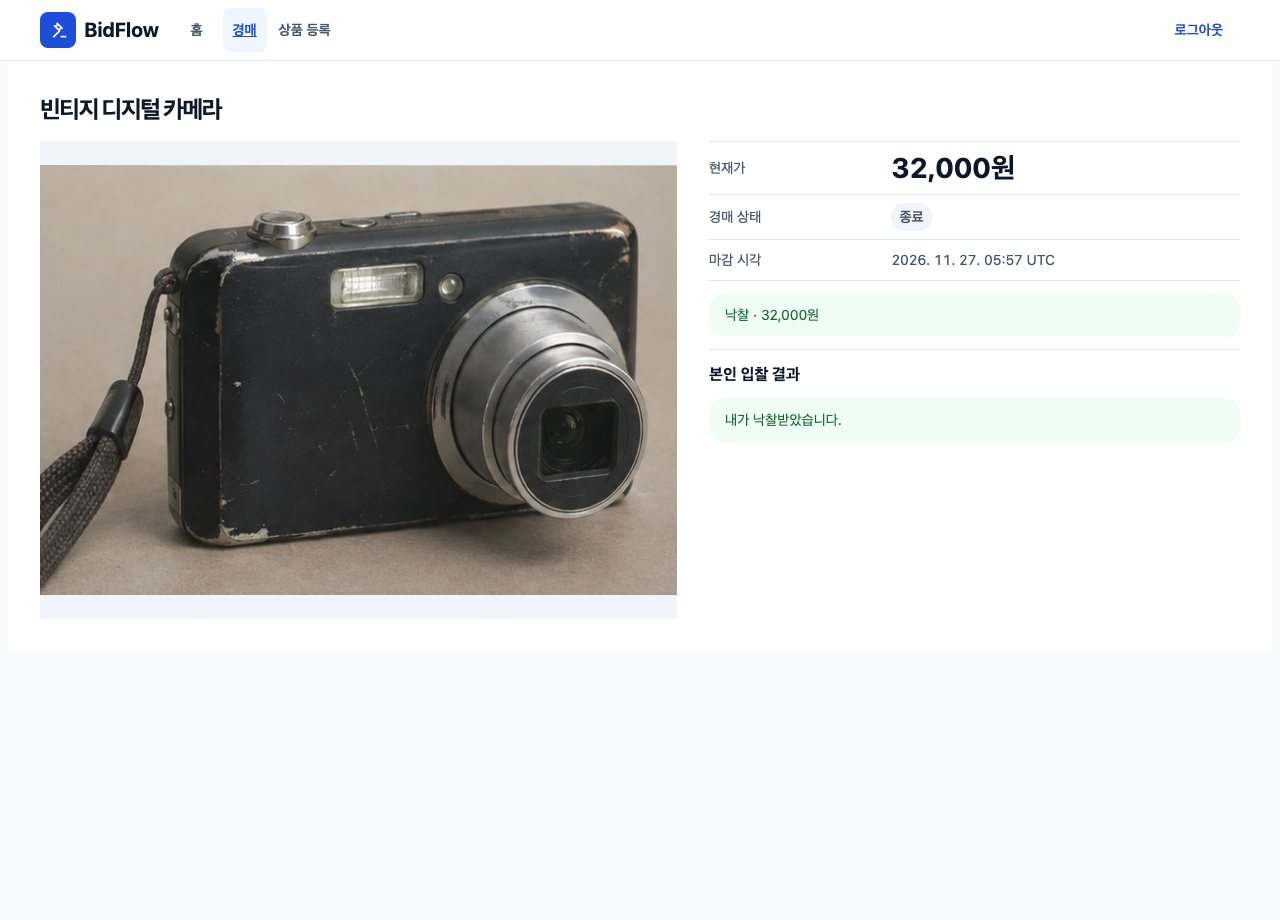 BidFlow 홈 경매 상품 등록 로그아웃
빈티지 디지털 카메라
현재가 32,000원
경매 상태 종료
마감 시각 2026. 11. 27. 05:57 UTC
낙찰 · 32,000원
본인 입찰 결과
내가 낙찰받았습니다.